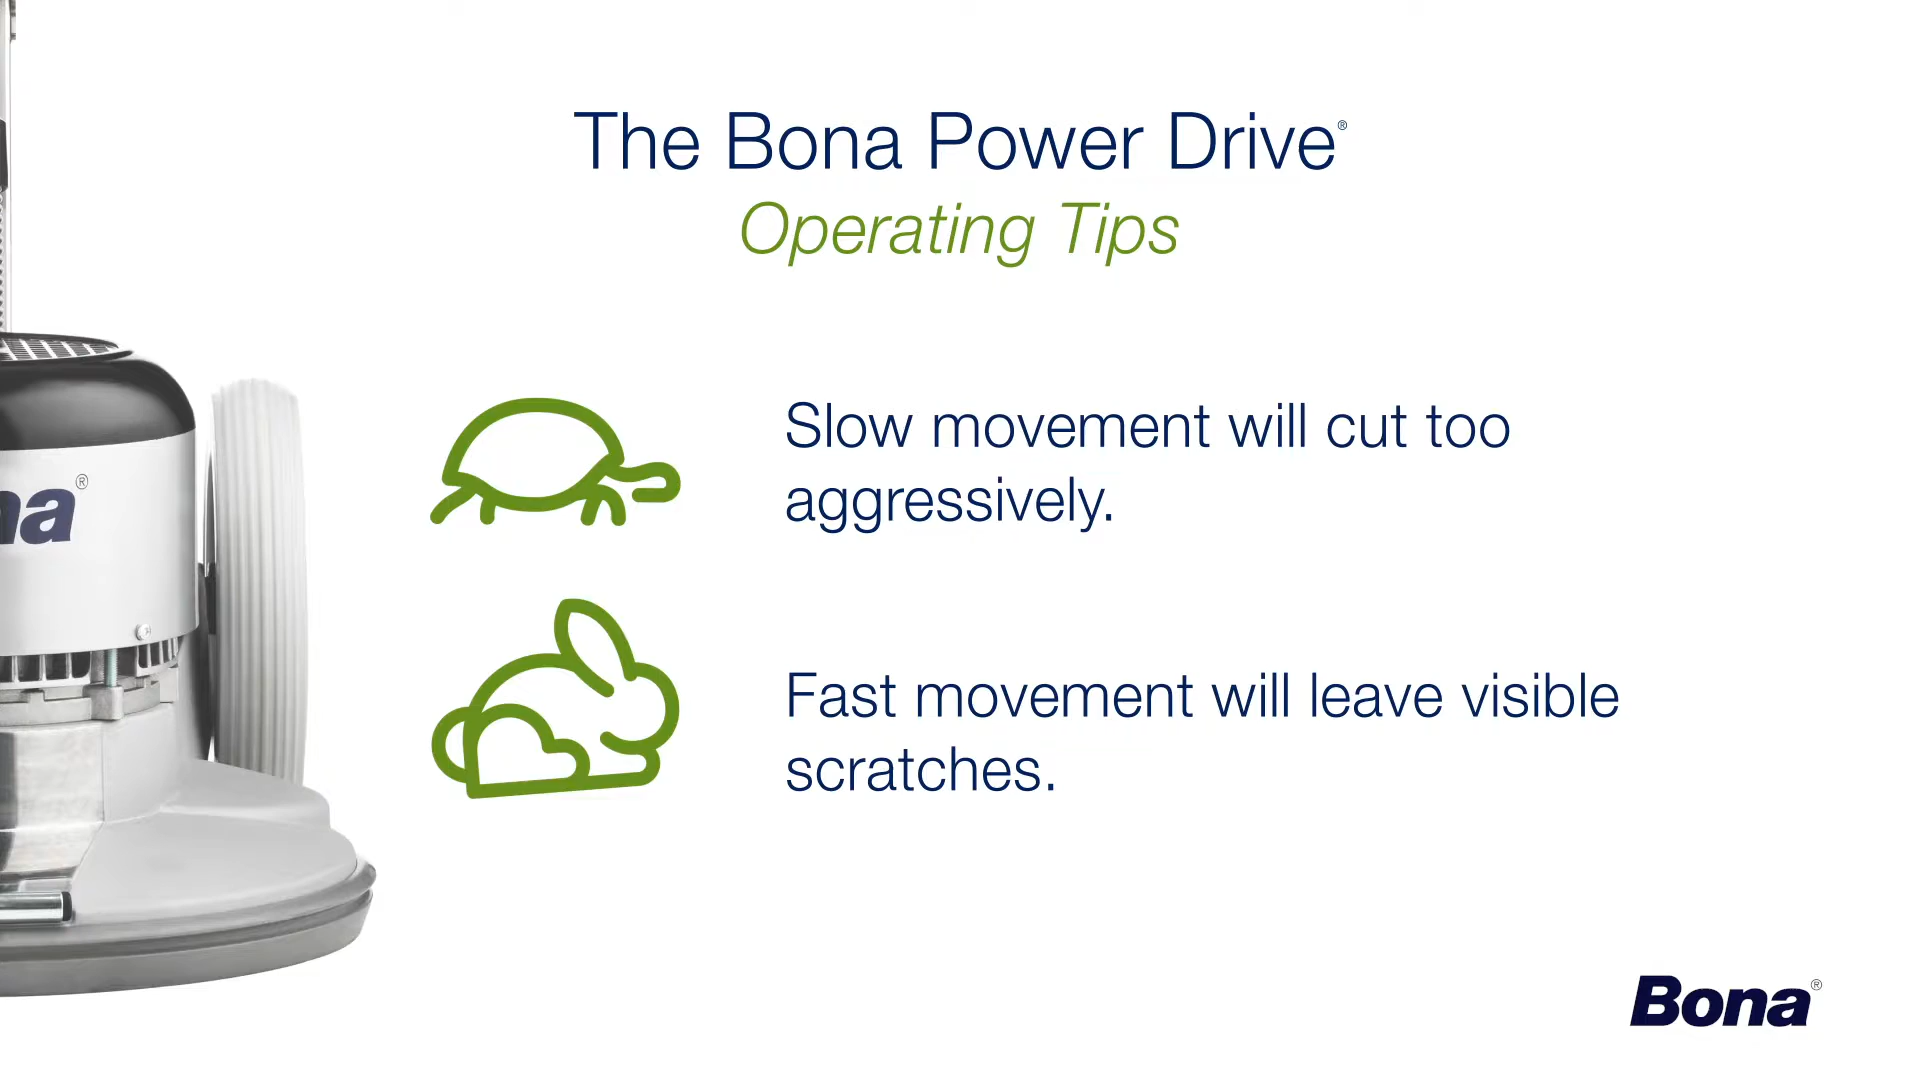 The Bona Power Drive®
Operating Tips
Slow movement will cut too
aggressively.
na®
Fast movement will leave visible
scratches.
Bona®